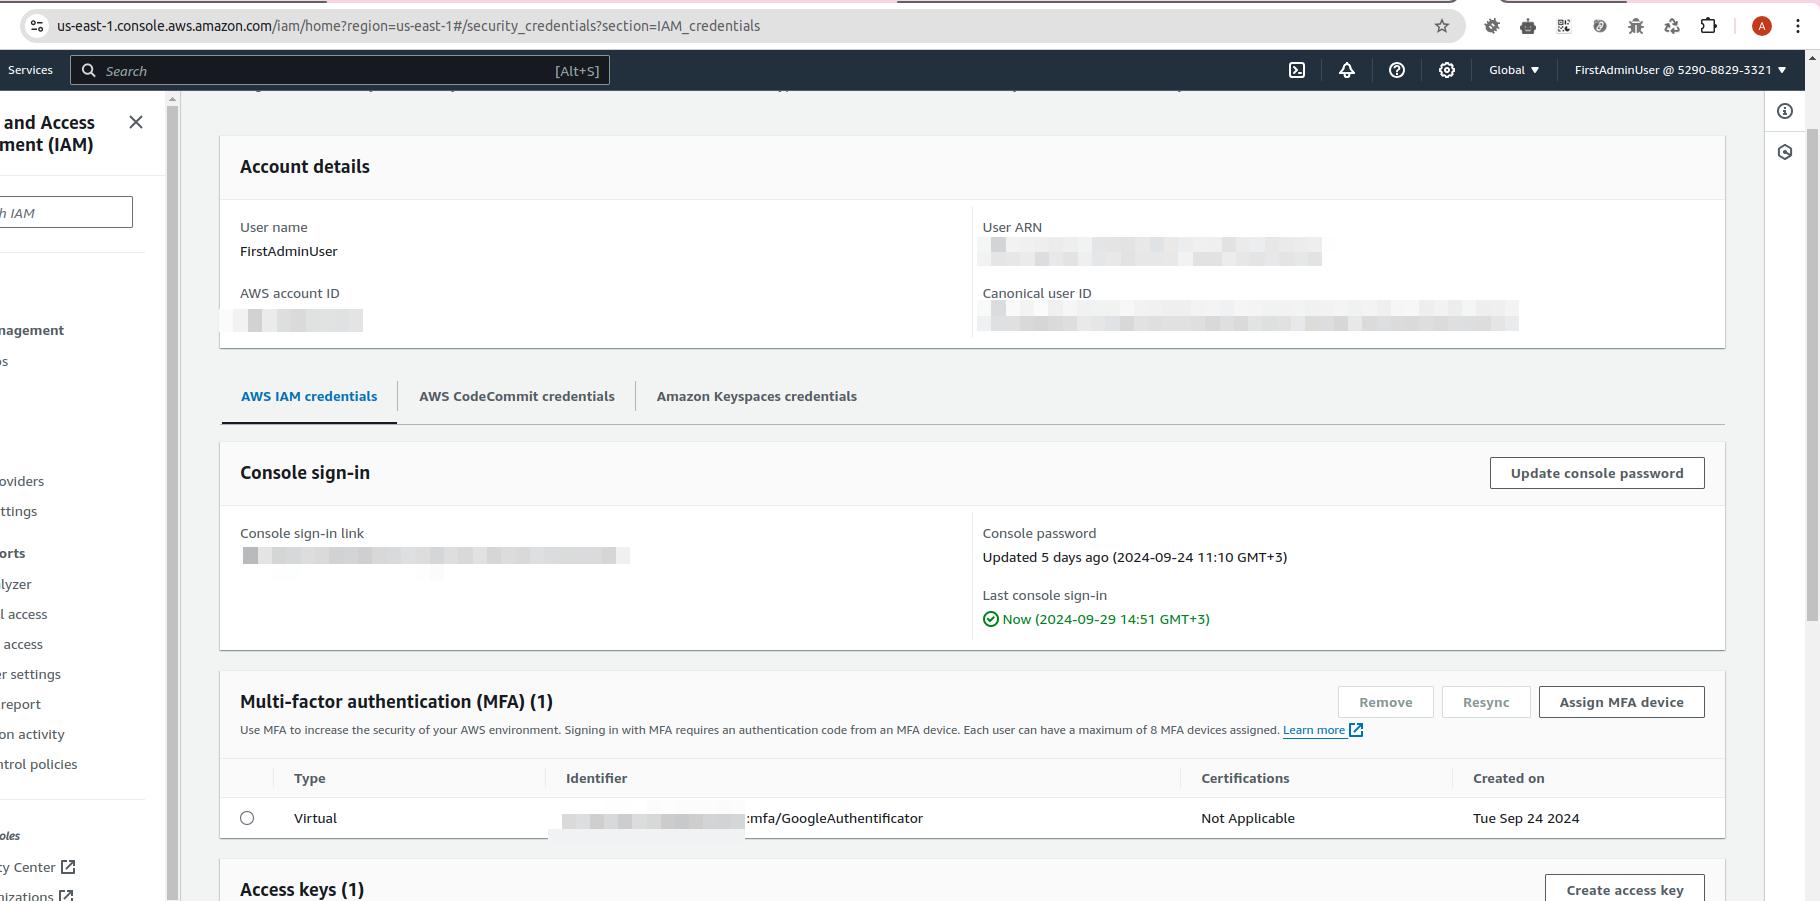 us-east-1.console.aws.amazon.com/iam/home?region=us-east-1#/security_credentials?section=IAM_credentials
A
Services
Search
[Alt+S]
Global
FirstAdminUser @ 5290-8829-3321
and Access
ment (IAM)
h IAM
nagement
os
oviders
ttings
orts
lyzer
l access
access
r settings
report
on activity
ntrol policies
oles
ty Center
nizations
Account details
User name
FirstAdminUser
User ARN
AWS account ID
Canonical user ID
AWS IAM credentials
AWS CodeCommit credentials
Amazon Keyspaces credentials
Console sign-in
Update console password
Console sign-in link
Console password
Updated 5 days ago (2024-09-24 11:10 GMT+3)
Last console sign-in
Now (2024-09-29 14:51 GMT+3)
Multi-factor authentication (MFA) (1)
Remove
Resync
Assign MFA device
Use MFA to increase the security of your AWS environment. Signing in with MFA requires an authentication code from an MFA device. Each user can have a maximum of 8 MFA devices assigned. Learn more
Type
Identifier
Certifications
Created on
Virtual
:mfa/GoogleAuthentificator
Not Applicable
Tue Sep 24 2024
Access keys (1)
Create access key